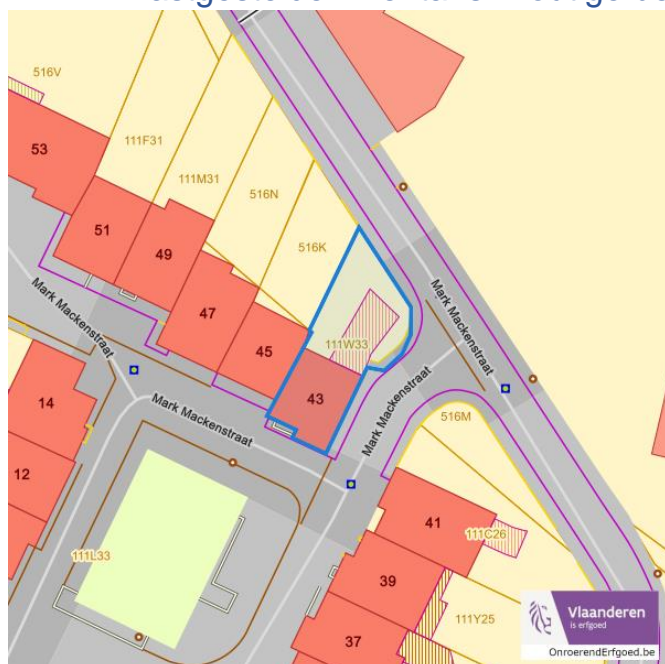 516V
53
111F31
111M31
516N
51
49
516K
47
111W33
45
43
Mark Mackenstraat
Mark Mackenstraat
Mark Mackenstraat
Mark Mackenstraat
14
12
516M
41
111C26
39
111L33
111Y25
37
Vlaanderen
is erfgoed
OnroerendErfgoed.be